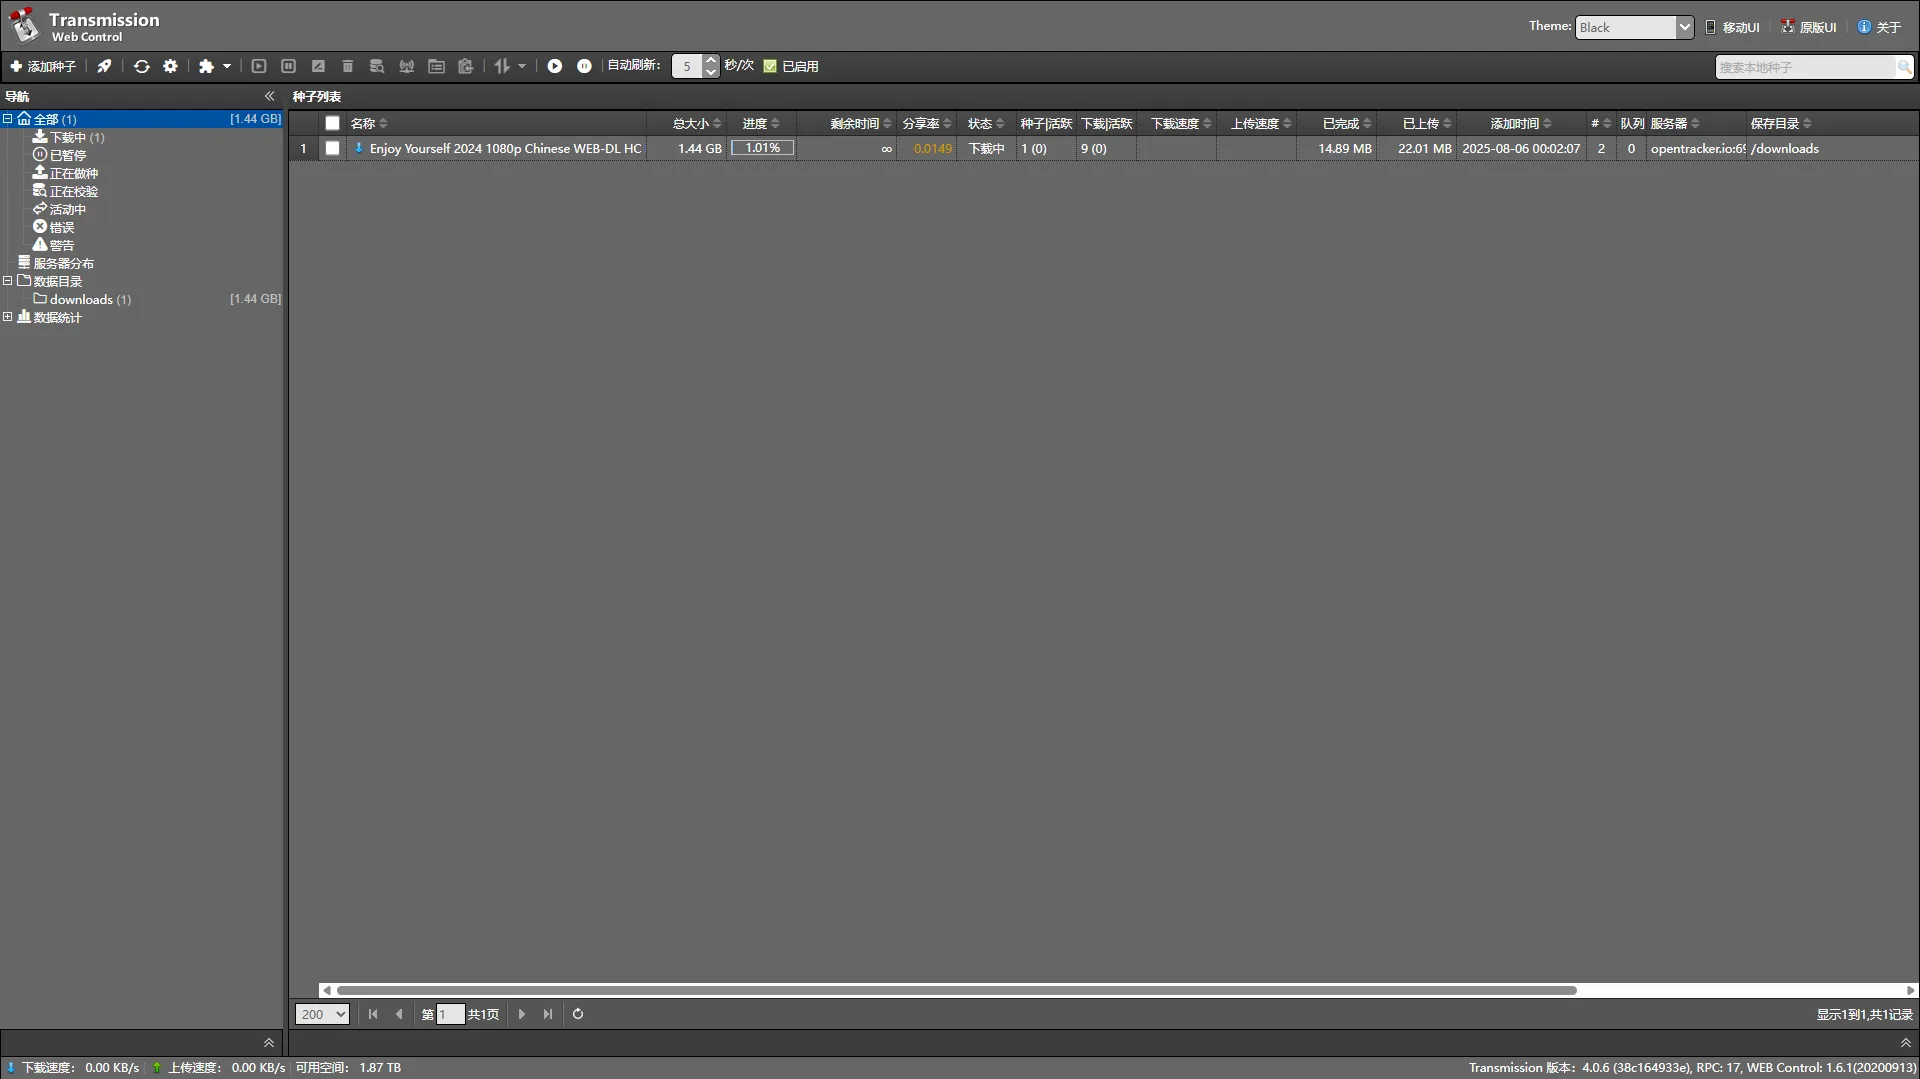 Transmission
Web Control
Theme: Black 移动UI 原版UI 关于
添加种子 自动刷新: 5 秒/次 已启用 搜索本地种子
导航
种子列表
全部 (1) [1.44 GB]
下载中 (1)
已暂停
正在做种
正在校验
活动中
错误
警告
服务器分布
数据目录
downloads (1) [1.44 GB]
数据统计
名称 总大小 进度 剩余时间 分享率 状态 种子|活跃 下载|活跃 下载速度 上传速度 已完成 已上传 添加时间 # 队列 服务器 保存目录
1 Enjoy Yourself 2024 1080p Chinese WEB-DL HC 1.44 GB 1.01% ∞ 0.0149 下载中 1 (0) 9 (0) 14.89 MB 22.01 MB 2025-08-06 00:02:07 2 0 opentracker.io:69 /downloads
200 第 1 共1页 显示1到1,共1记录
下载速度: 0.00 KB/s 上传速度: 0.00 KB/s 可用空间: 1.87 TB
Transmission 版本: 4.0.6 (38c164933e), RPC: 17, WEB Control: 1.6.1(20200913)